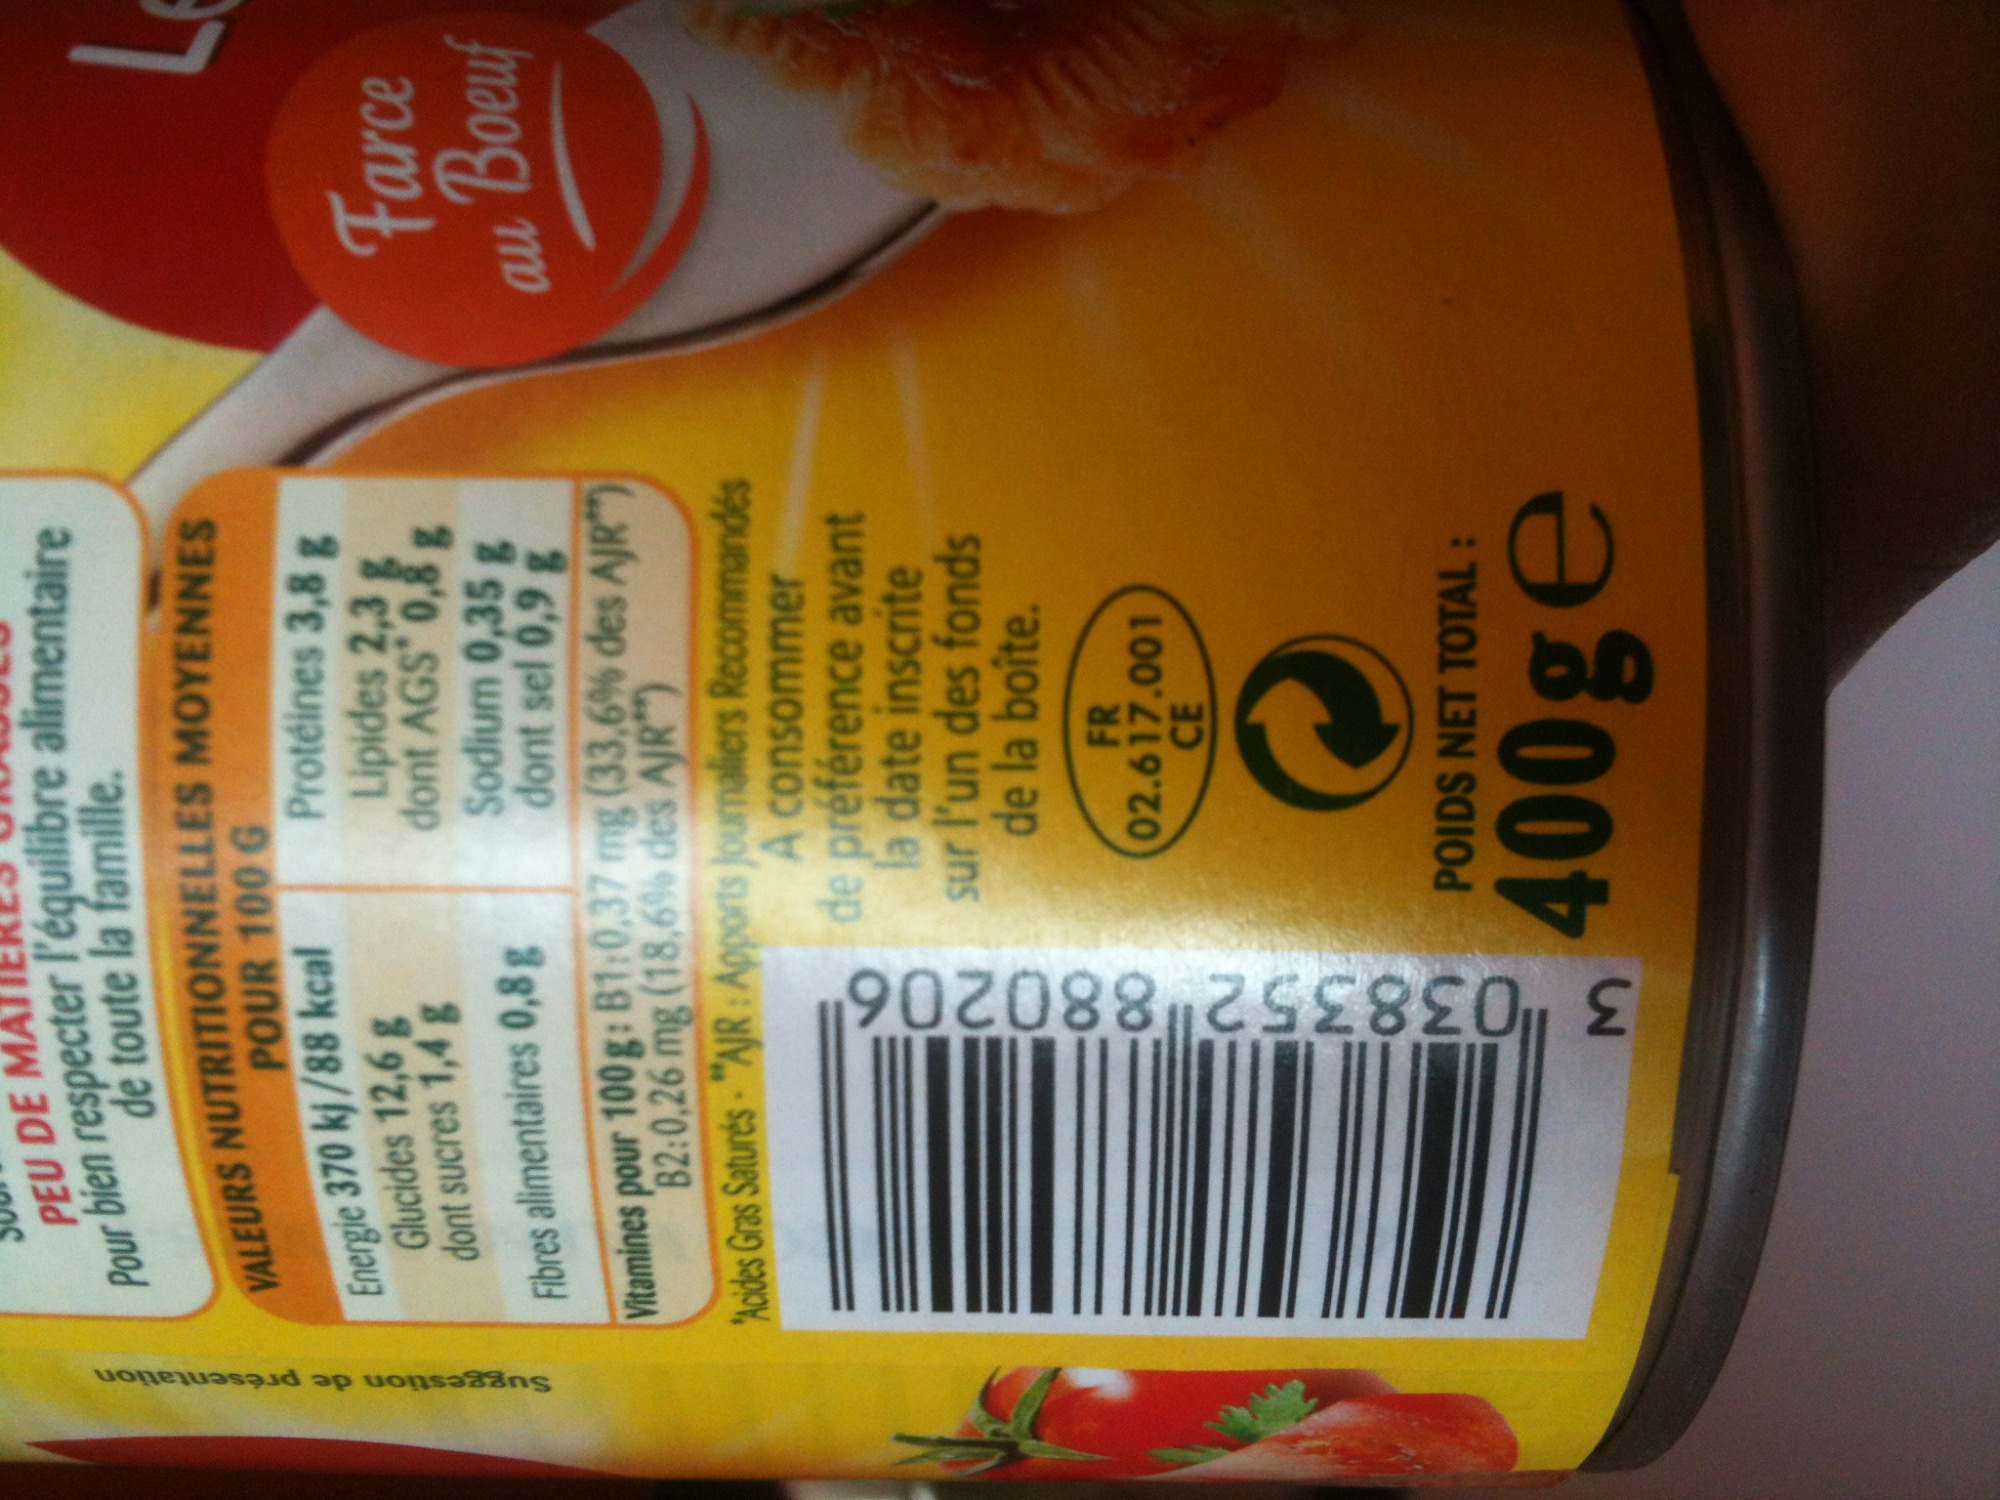 PEU DE MATIÈRES GRASSES
Pour bien respecter l'équilibre alimentaire
de toute la famille.
VALEURS NUTRITIONNELLES MOYENNES
POUR 100 G
Energie 370 kj/88 kcal
Glucides 12,6 g
dont sucres 1,4 g
Fibres alimentaires 0,8g
Protéines 3,8 g
Lipides 2,3 g
dont AGS* 0,8 g
Sodium 0,35 g
dont sel 0,9 g
Vitamines pour 100g : B1:0,37 mg (33,6% des AJR**)
B2:0,26 mg (18,6% des AJR**)
*Acides Gras Saturés - **AJR : Apports Journaliers Recommandés
A consommer
de préférence avant
la date inscrite
sur l'un des fonds
de la boîte.
FR
02.617.001
CE
POIDS NET TOTAL :
400g e
3 038352 880206
Suggestion de présentation
Farce
au Boeuf